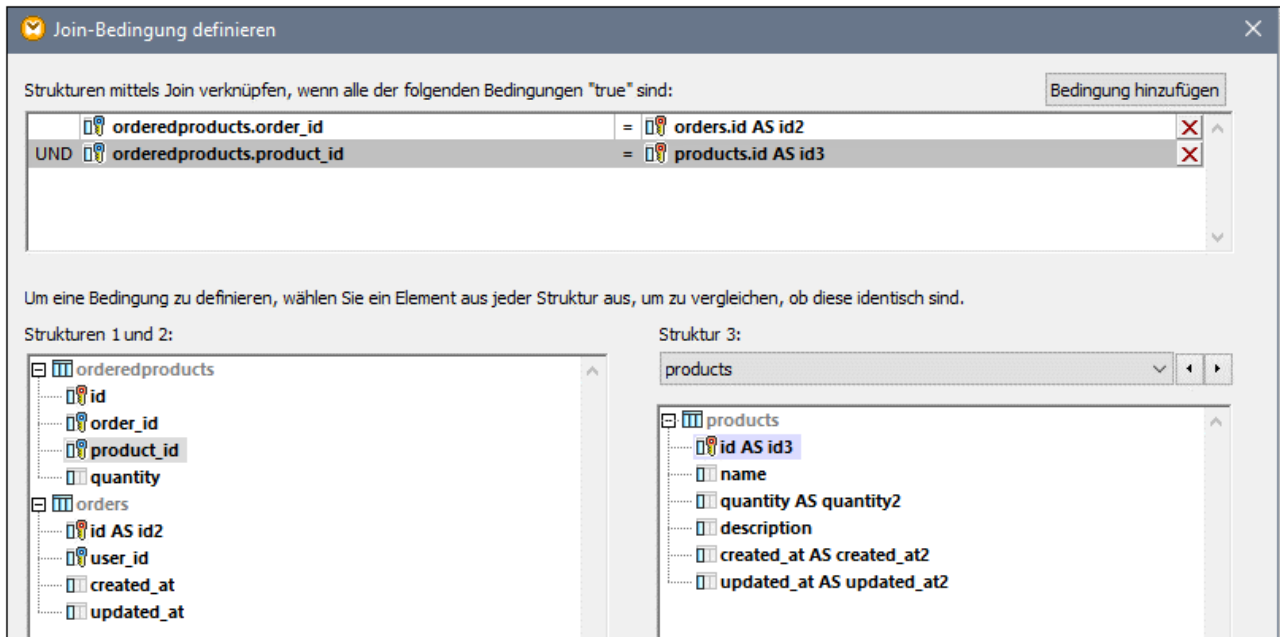 Join-Bedingung definieren
Strukturen mittels Join verknüpfen, wenn alle der folgenden Bedingungen "true" sind:
Bedingung hinzufügen
orderedproducts.order_id = orders.id AS id2
UND orderedproducts.product_id = products.id AS id3
Um eine Bedingung zu definieren, wählen Sie ein Element aus jeder Struktur aus, um zu vergleichen, ob diese identisch sind.
Strukturen 1 und 2:
orderedproducts
id
order_id
product_id
quantity
orders
id AS id2
user_id
created_at
updated_at
Struktur 3:
products
products
id AS id3
name
quantity AS quantity2
description
created_at AS created_at2
updated_at AS updated_at2